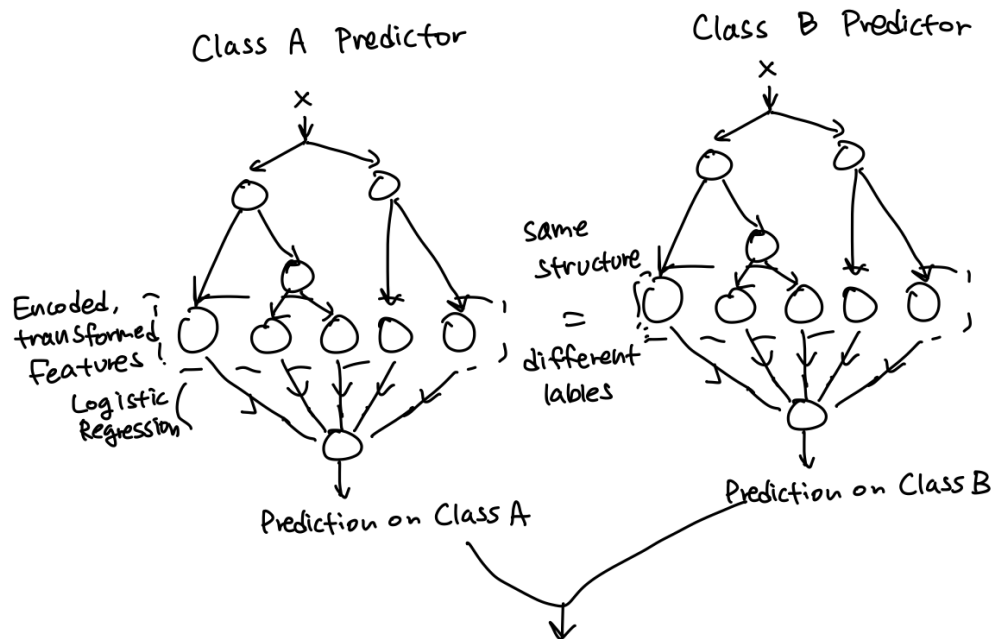 Class A Predictor
Class B Predictor
x
x
same
structure
Encoded,
transformed
Features
=
different
lables
Logistic
Regression
Prediction on Class A
Prediction on Class B